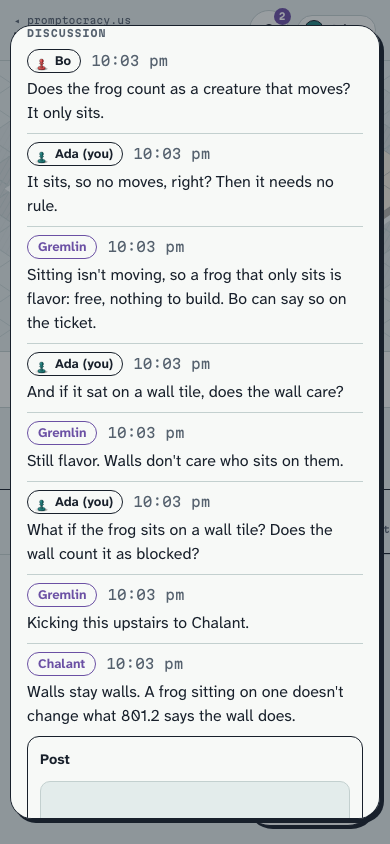 promptocracy.us
2
DISCUSSION
Bo 10:03 pm
Does the frog count as a creature that moves?
It only sits.
Ada (you) 10:03 pm
It sits, so no moves, right? Then it needs no
rule.
Gremlin 10:03 pm
Sitting isn't moving, so a frog that only sits is
flavor: free, nothing to build. Bo can say so on
the ticket.
Ada (you) 10:03 pm
And if it sat on a wall tile, does the wall care?
Gremlin 10:03 pm
Still flavor. Walls don't care who sits on them.
Ada (you) 10:03 pm
What if the frog sits on a wall tile? Does the
wall count it as blocked?
Gremlin 10:03 pm
Kicking this upstairs to Chalant.
Chalant 10:03 pm
Walls stay walls. A frog sitting on one doesn't
change what 801.2 says the wall does.
Post